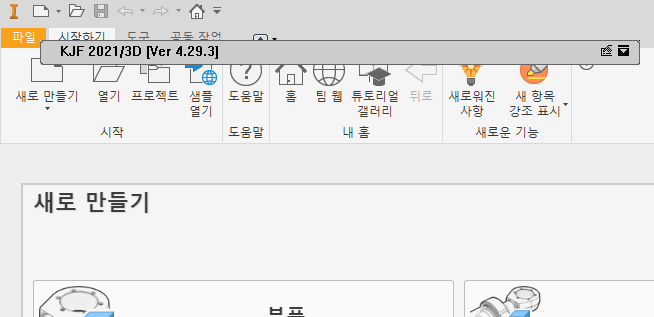 파일 시작하기 도구 공동 작업
KJF 2021/3D [Ver 4.29.3]
새로 만들기 열기 프로젝트 샘플 열기 도움말 홈 팀 웹 튜토리얼 갤러리 뒤로 새로워진 사항 새 항목 강조 표시
시작 도움말 내 홈 새로운 기능
새로 만들기
부품